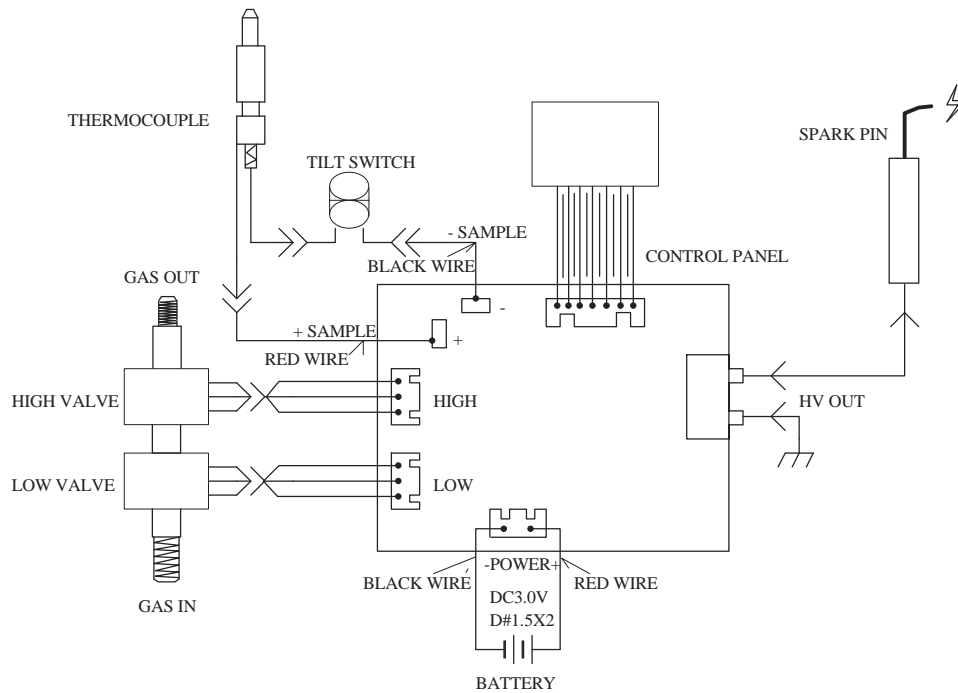 THERMOCOUPLE
TILT SWITCH
- SAMPLE
BLACK WIRE
CONTROL PANEL
SPARK PIN
GAS OUT
-
+ SAMPLE
+
RED WIRE
HIGH VALVE
HIGH
HV OUT
LOW VALVE
LOW
GAS IN
BLACK WIRE
-POWER+
RED WIRE
DC3.0V
D#1.5X2
BATTERY